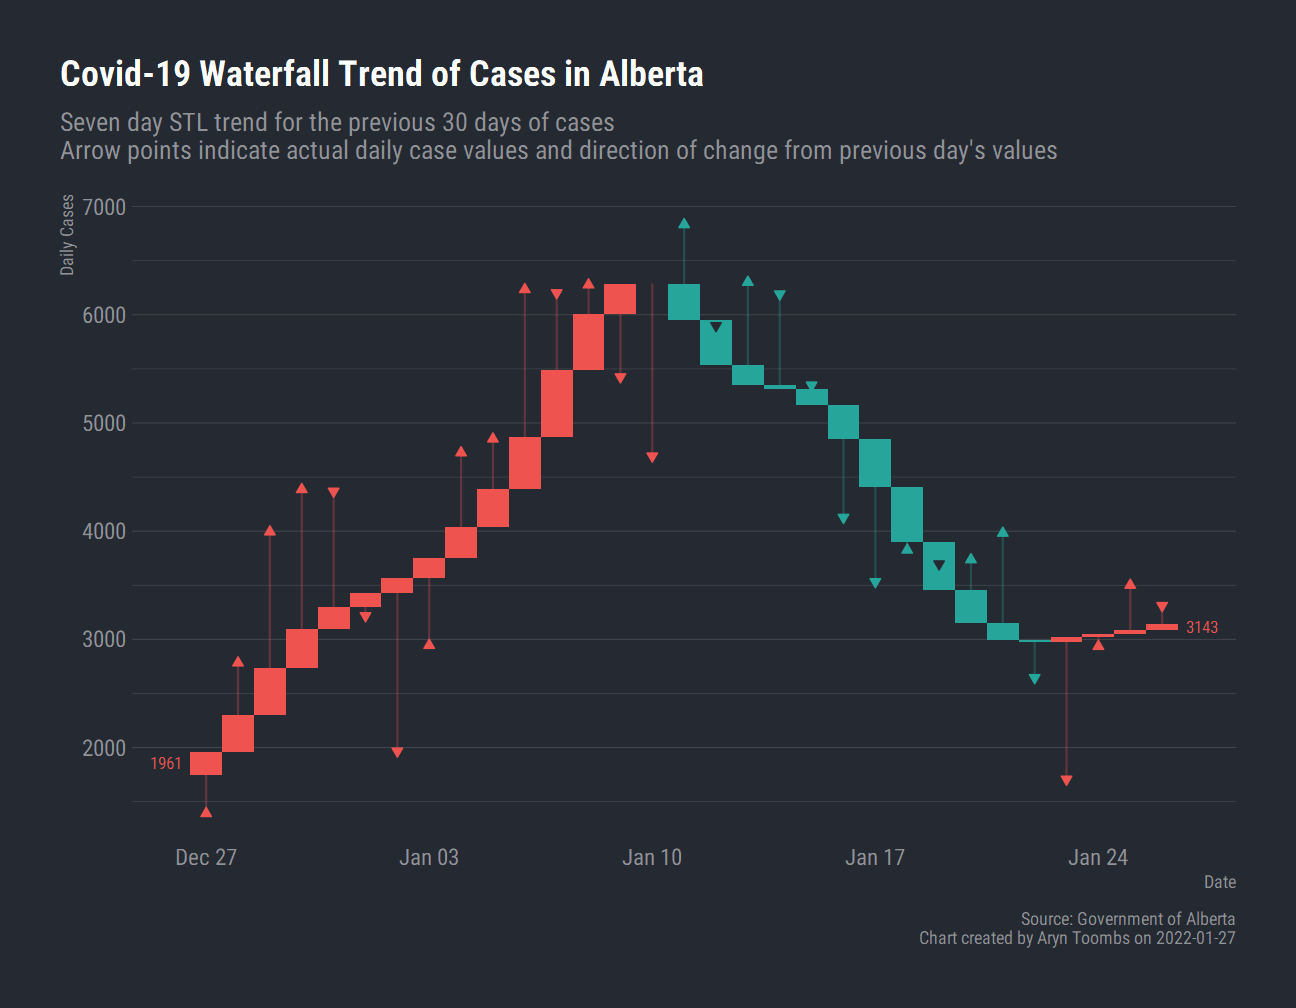 Covid-19 Waterfall Trend of Cases in Alberta
Seven day STL trend for the previous 30 days of cases
Arrow points indicate actual daily case values and direction of change from previous day's values
Daily Cases
7000
6000
5000
4000
3000
2000
1961
3143
Dec 27
Jan 03
Jan 10
Jan 17
Jan 24
Date
Source: Government of Alberta
Chart created by Aryn Toombs on 2022-01-27